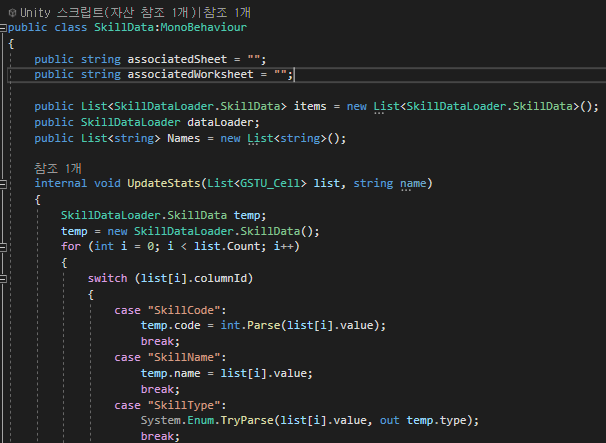 Unity 스크립트(자산 참조 1개)|참조 1개
public class SkillData:MonoBehaviour
{
public string associatedSheet = "";
public string associatedWorksheet = "";
public List<SkillDataLoader.SkillData> items = new List<SkillDataLoader.SkillData>();
public SkillDataLoader dataLoader;
public List<string> Names = new List<string>();
참조 1개
internal void UpdateStats(List<GSTU_Cell> list, string name)
{
SkillDataLoader.SkillData temp;
temp = new SkillDataLoader.SkillData();
for (int i = 0; i < list.Count; i++)
{
switch (list[i].columnId)
{
case "SkillCode":
temp.code = int.Parse(list[i].value);
break;
case "SkillName":
temp.name = list[i].value;
break;
case "SkillType":
System.Enum.TryParse(list[i].value, out temp.type);
break;